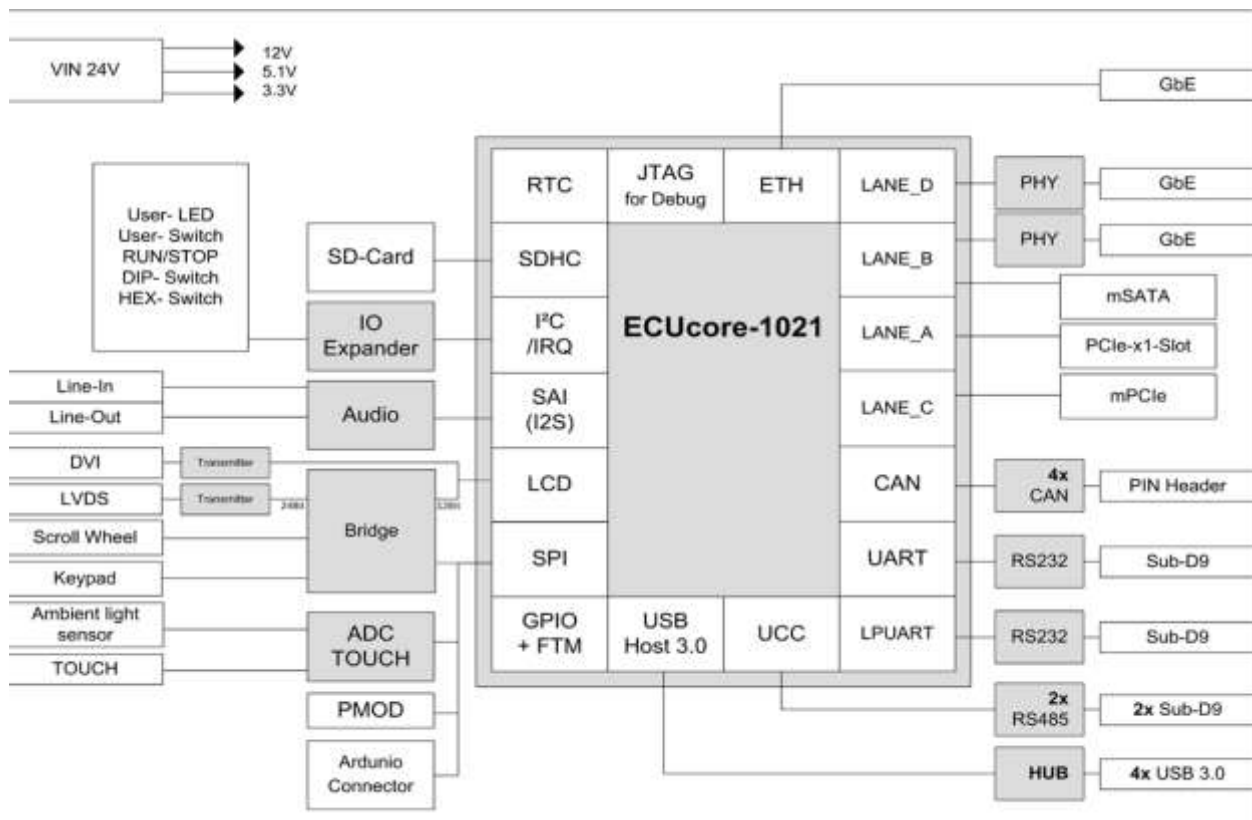 VIN 24V
12V
5.1V
3.3V
GbE
User- LED
User- Switch
RUN/STOP
DIP- Switch
HEX- Switch
SD-Card
IO
Expander
Line-In
Line-Out
Audio
DVI
Transmitter
LVDS
Transmitter
24Bit
Bridge
Scroll Wheel
Keypad
Ambient light
sensor
TOUCH
ADC
TOUCH
PMOD
Ardunio
Connector
RTC
JTAG
for Debug
ETH
LANE_D
SDHC
LANE_B
I²C
/IRQ
ECUcore-1021
LANE_A
SAI
(I2S)
LANE_C
LCD
CAN
SPI
UART
GPIO
+ FTM
USB
Host 3.0
UCC
LPUART
PHY
GbE
PHY
GbE
mSATA
PCIe-x1-Slot
mPCIe
4x
CAN
PIN Header
RS232
Sub-D9
RS232
Sub-D9
2x
RS485
2x Sub-D9
HUB
4x USB 3.0